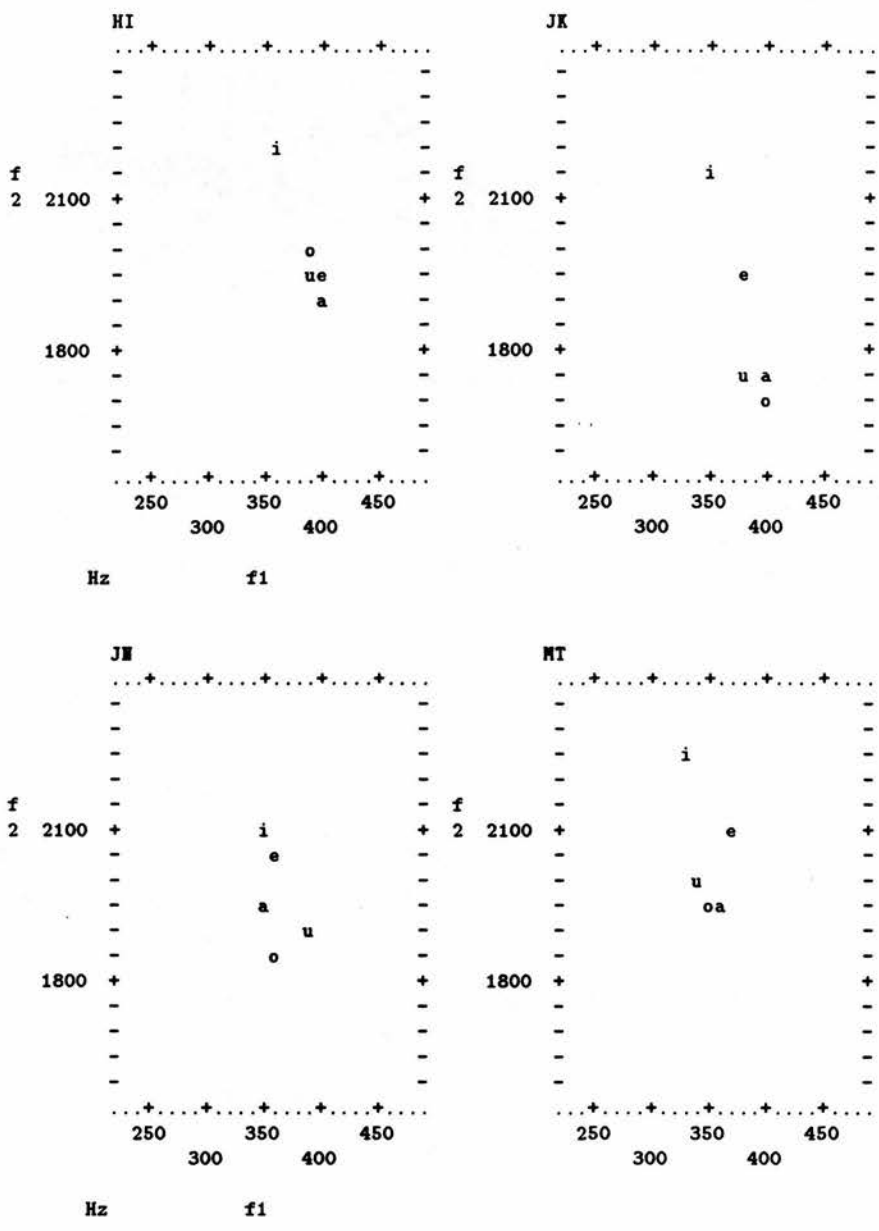 HI JK
....+....+....+....+....+.... ....+....+....+....+....+....
- - - -
- - - -
- - - -
- i - - -
f - - f - i -
2 2100 + + 2 2100 + +
- - - -
- o - - -
- ue - - e -
- a - - -
- - - -
1800 + + 1800 + +
- - - u a -
- - - o -
- - - -
- - - -
....+....+....+....+....+.... ....+....+....+....+....+....
250 350 450 250 350 450
300 400 300 400
Hz f1
JN MT
....+....+....+....+....+.... ....+....+....+....+....+....
- - - -
- - - -
- - - i -
- - - -
f - - f - -
2 2100 + i + 2 2100 + e +
- e - - -
- - - u -
- a - - oa -
- u - - -
- o - - -
1800 + + 1800 + +
- - - -
- - - -
- - - -
- - - -
....+....+....+....+....+.... ....+....+....+....+....+....
250 350 450 250 350 450
300 400 300 400
Hz f1